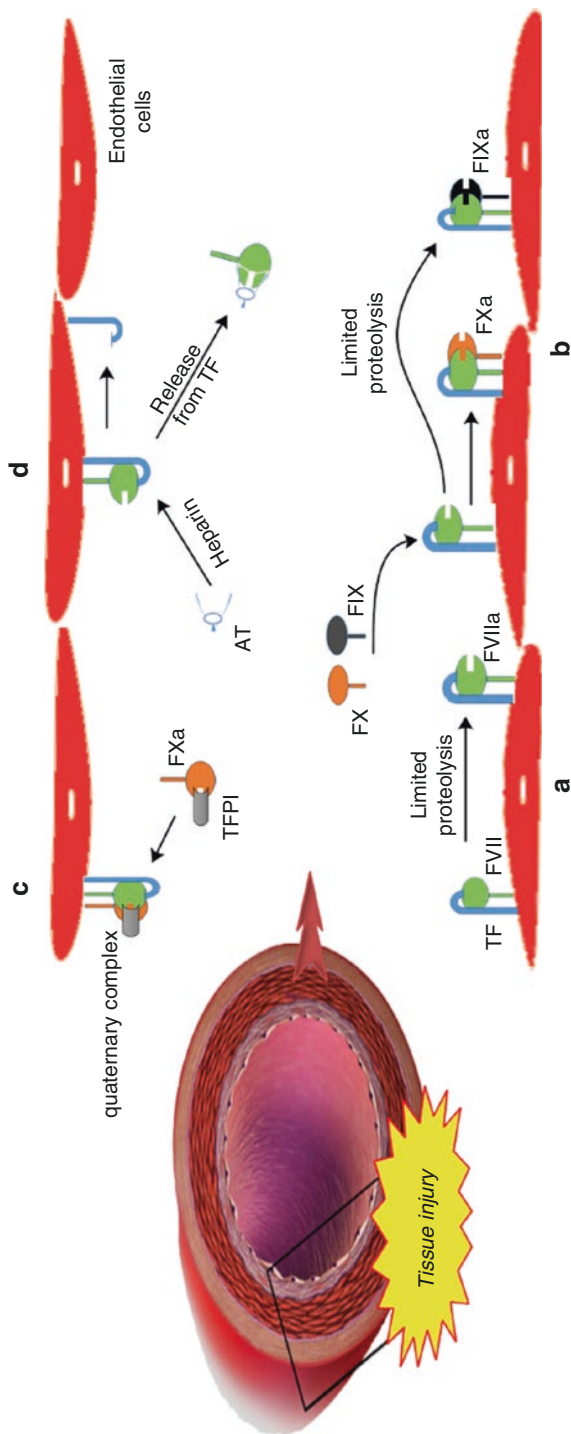 c
quaternary complex
FXa
TFPI
d
Endothelial
cells
Heparin
AT
Release
from TF
Tissue injury
a
TF
FVII
Limited
proteolysis
FVIIa
b
FX
FIX
Limited
proteolysis
FXa
FIXa